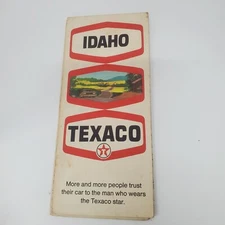 IDAHO
TEXACO
T
More and more people trust
their car to the man who wears
the Texaco star.